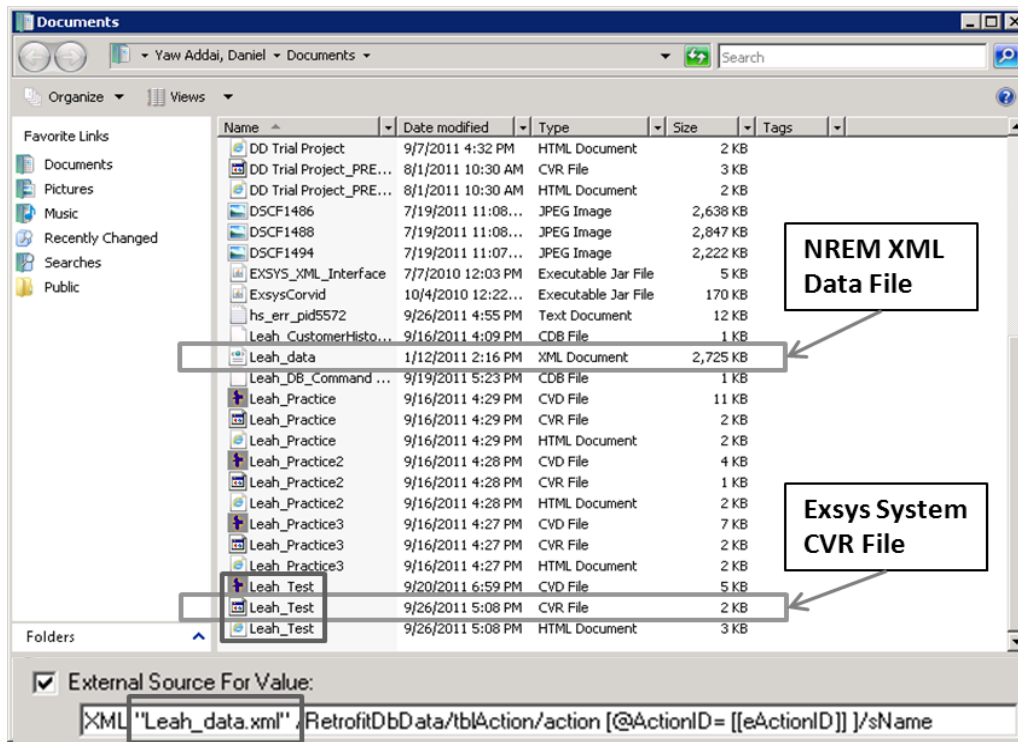 Documents
Yaw Addai, Daniel Documents
Search
Organize Views
Favorite Links
Documents
Pictures
Music
Recently Changed
Searches
Public
Folders
Name Date modified Type Size Tags
DD Trial Project 9/7/2011 4:32 PM HTML Document 2 KB
DD Trial Project_PRE... 8/1/2011 10:30 AM CVR File 3 KB
DD Trial Project_PRE... 8/1/2011 10:30 AM HTML Document 2 KB
DSCF1486 7/19/2011 11:08... JPEG Image 2,638 KB
DSCF1488 7/19/2011 11:08... JPEG Image 2,847 KB
DSCF1494 7/19/2011 11:07... JPEG Image 2,222 KB
EXSYS_XML_Interface 7/7/2010 12:03 PM Executable Jar File 5 KB
ExsysCorvid 10/4/2010 12:22... Executable Jar File 170 KB
hs_err_pid5572 9/26/2011 4:55 PM Text Document 12 KB
Leah_CustomerHisto... 9/16/2011 4:09 PM CDB File 1 KB
Leah_data 1/12/2011 2:16 PM XML Document 2,725 KB
Leah_DB_Command ... 9/19/2011 5:23 PM CDB File 1 KB
Leah_Practice 9/16/2011 4:29 PM CVD File 11 KB
Leah_Practice 9/16/2011 4:29 PM CVR File 2 KB
Leah_Practice 9/16/2011 4:29 PM HTML Document 2 KB
Leah_Practice2 9/16/2011 4:28 PM CVD File 4 KB
Leah_Practice2 9/16/2011 4:28 PM CVR File 1 KB
Leah_Practice2 9/16/2011 4:28 PM HTML Document 2 KB
Leah_Practice3 9/16/2011 4:27 PM CVD File 7 KB
Leah_Practice3 9/16/2011 4:27 PM CVR File 2 KB
Leah_Practice3 9/16/2011 4:27 PM HTML Document 2 KB
Leah_Test 9/20/2011 6:59 PM CVD File 5 KB
Leah_Test 9/26/2011 5:08 PM CVR File 2 KB
Leah_Test 9/26/2011 5:08 PM HTML Document 3 KB
NREM XML
Data File
Exsys System
CVR File
External Source For Value:
XML "Leah_data.xml" /RetrofitDbData/tblAction/action [@ActionID= [[eActionID]] ]/sName